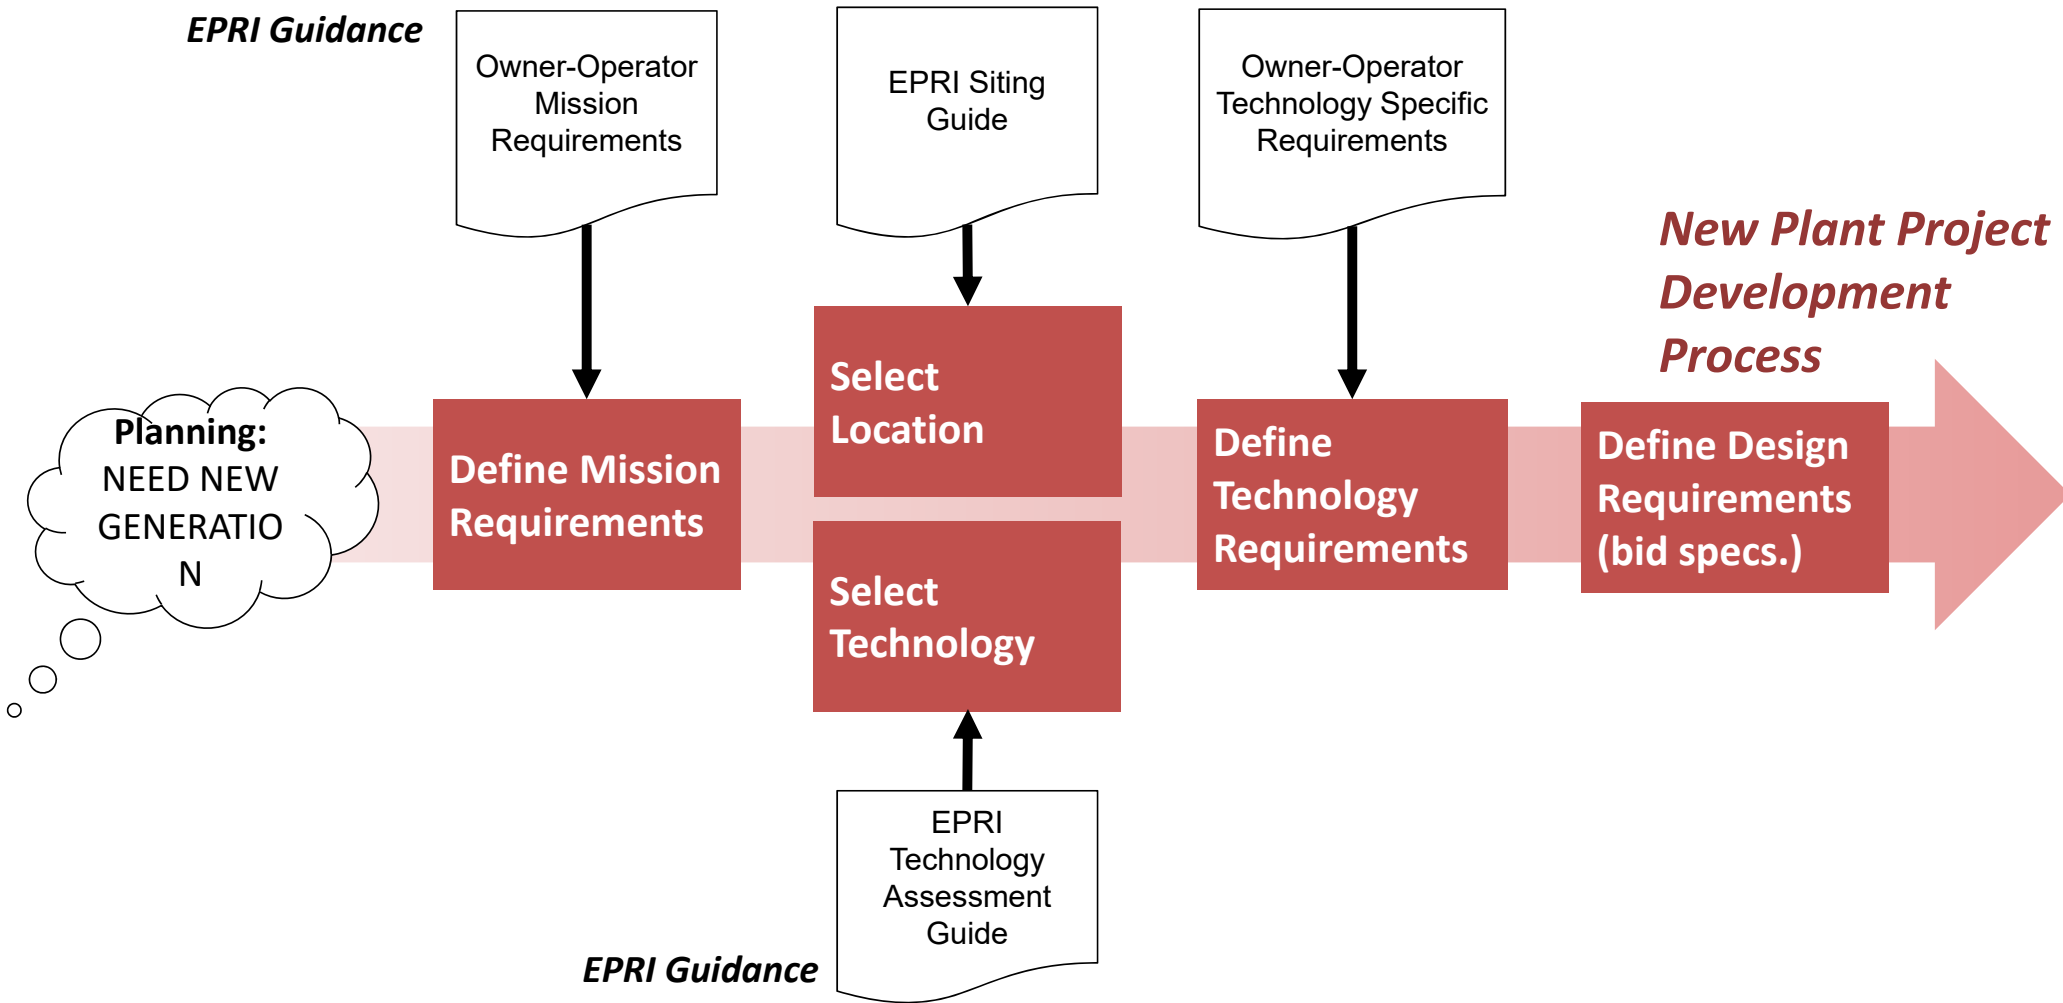 EPRI Guidance
Owner-Operator
Mission
Requirements
EPRI Siting
Guide
Owner-Operator
Technology Specific
Requirements
New Plant Project
Development
Process
Planning:
NEED NEW
GENERATIO
N
Define Mission
Requirements
Select
Location
Select
Technology
Define
Technology
Requirements
Define Design
Requirements
(bid specs.)
EPRI
Technology
Assessment
Guide
EPRI Guidance